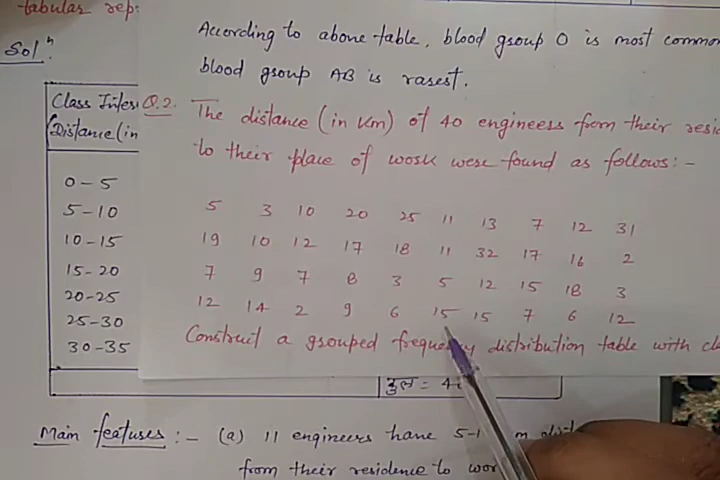 tabular rep:
Solⁿ.
According to above table, blood group O is most common
blood group AB is rarest.
Q.2. The distance (in km) of 40 engineers from their resi
to their place of work were found as follows:-
5 3 10 20 25 11 13 7 12 31
19 10 12 17 18 11 32 17 16 2
7 9 7 8 3 5 12 15 18 3
12 14 2 9 6 15 15 7 6 12
Construct a grouped frequency distribution table with cl
Class Inter
Distance (in
0-5
5-10
10-15
15-20
20-25
25-30
30-35
कुल = 4
Main features:- (a) 11 engineers have 5-1
from their residence to wor